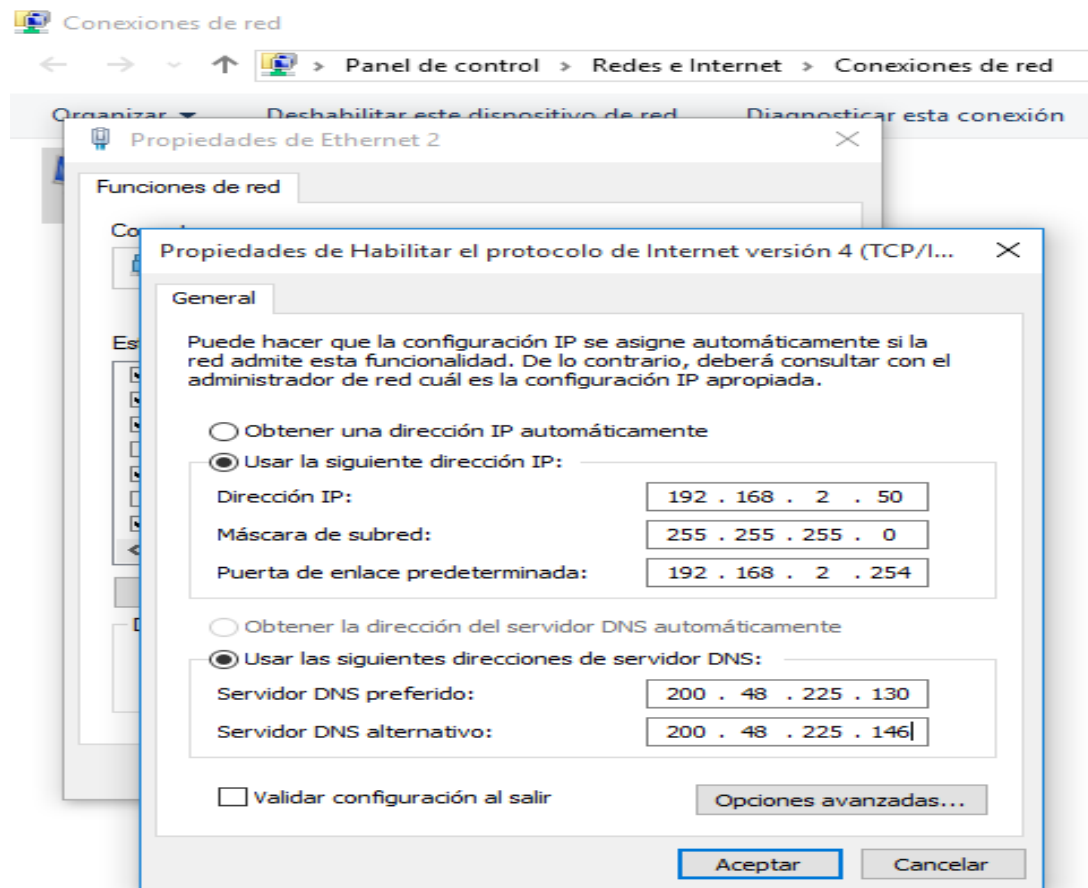 Conexiones de red
Panel de control > Redes e Internet > Conexiones de red
Organizar Deshabilitar este dispositivo de red Diagnosticar esta conexión
Propiedades de Ethernet 2
Funciones de red
Propiedades de Habilitar el protocolo de Internet versión 4 (TCP/I...
General
Puede hacer que la configuración IP se asigne automáticamente si la
red admite esta funcionalidad. De lo contrario, deberá consultar con el
administrador de red cuál es la configuración IP apropiada.
Obtener una dirección IP automáticamente
Usar la siguiente dirección IP:
Dirección IP: 192 . 168 . 2 . 50
Máscara de subred: 255 . 255 . 255 . 0
Puerta de enlace predeterminada: 192 . 168 . 2 . 254
Obtener la dirección del servidor DNS automáticamente
Usar las siguientes direcciones de servidor DNS:
Servidor DNS preferido: 200 . 48 . 225 . 130
Servidor DNS alternativo: 200 . 48 . 225 . 146
Validar configuración al salir
Opciones avanzadas...
Aceptar Cancelar